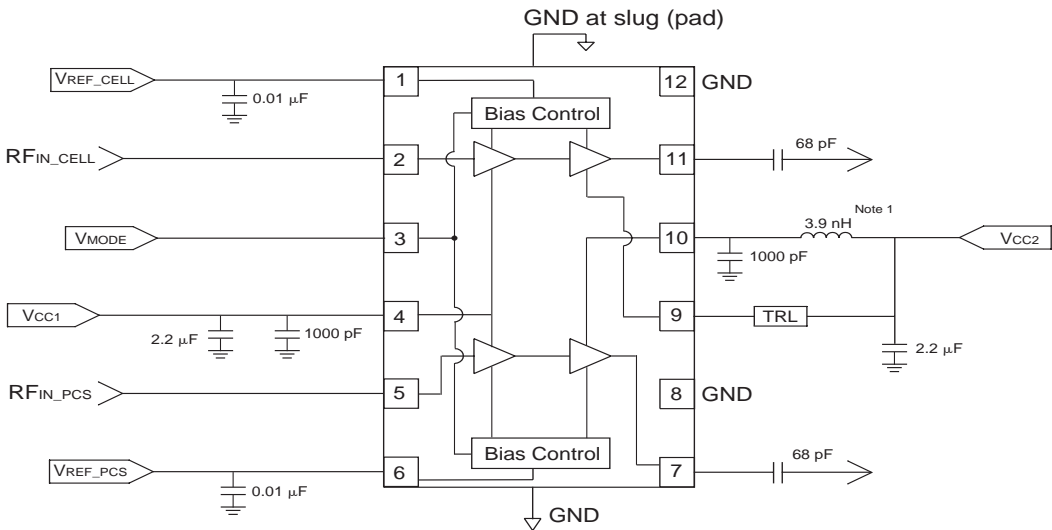 GND at slug (pad)
VREF_CELL
1
12
GND
0.01 µF
Bias Control
RFIN_CELL
2
11
68 pF
Note 1
VMODE
3
10
3.9 nH
VCC2
1000 pF
VCC1
4
9
TRL
2.2 µF
1000 pF
2.2 µF
RFIN_PCS
5
8
GND
Bias Control
VREF_PCS
6
7
68 pF
0.01 µF
GND